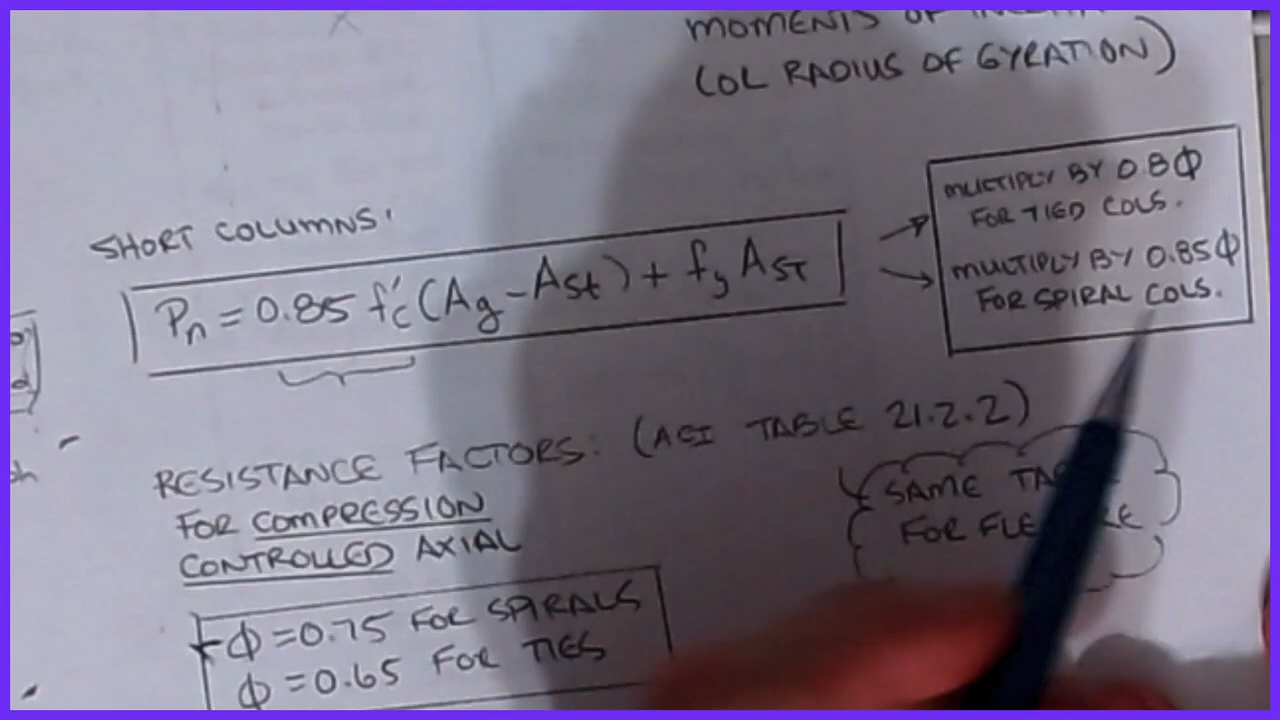 MOMENTS OF
(OL RADIUS OF GYRATION)
SHORT COLUMNS:
Pn = 0.85 f'c (Ag - Ast) + fy AST
MULTIPLY BY 0.8Φ
FOR TIED COLS.
MULTIPLY BY 0.85Φ
FOR SPIRAL COLS.
RESISTANCE FACTORS: (ACI TABLE 21.2.2)
FOR COMPRESSION
CONTROLLED AXIAL
SAME
FOR
Φ = 0.75 FOR SPIRALS
Φ = 0.65 FOR TIES